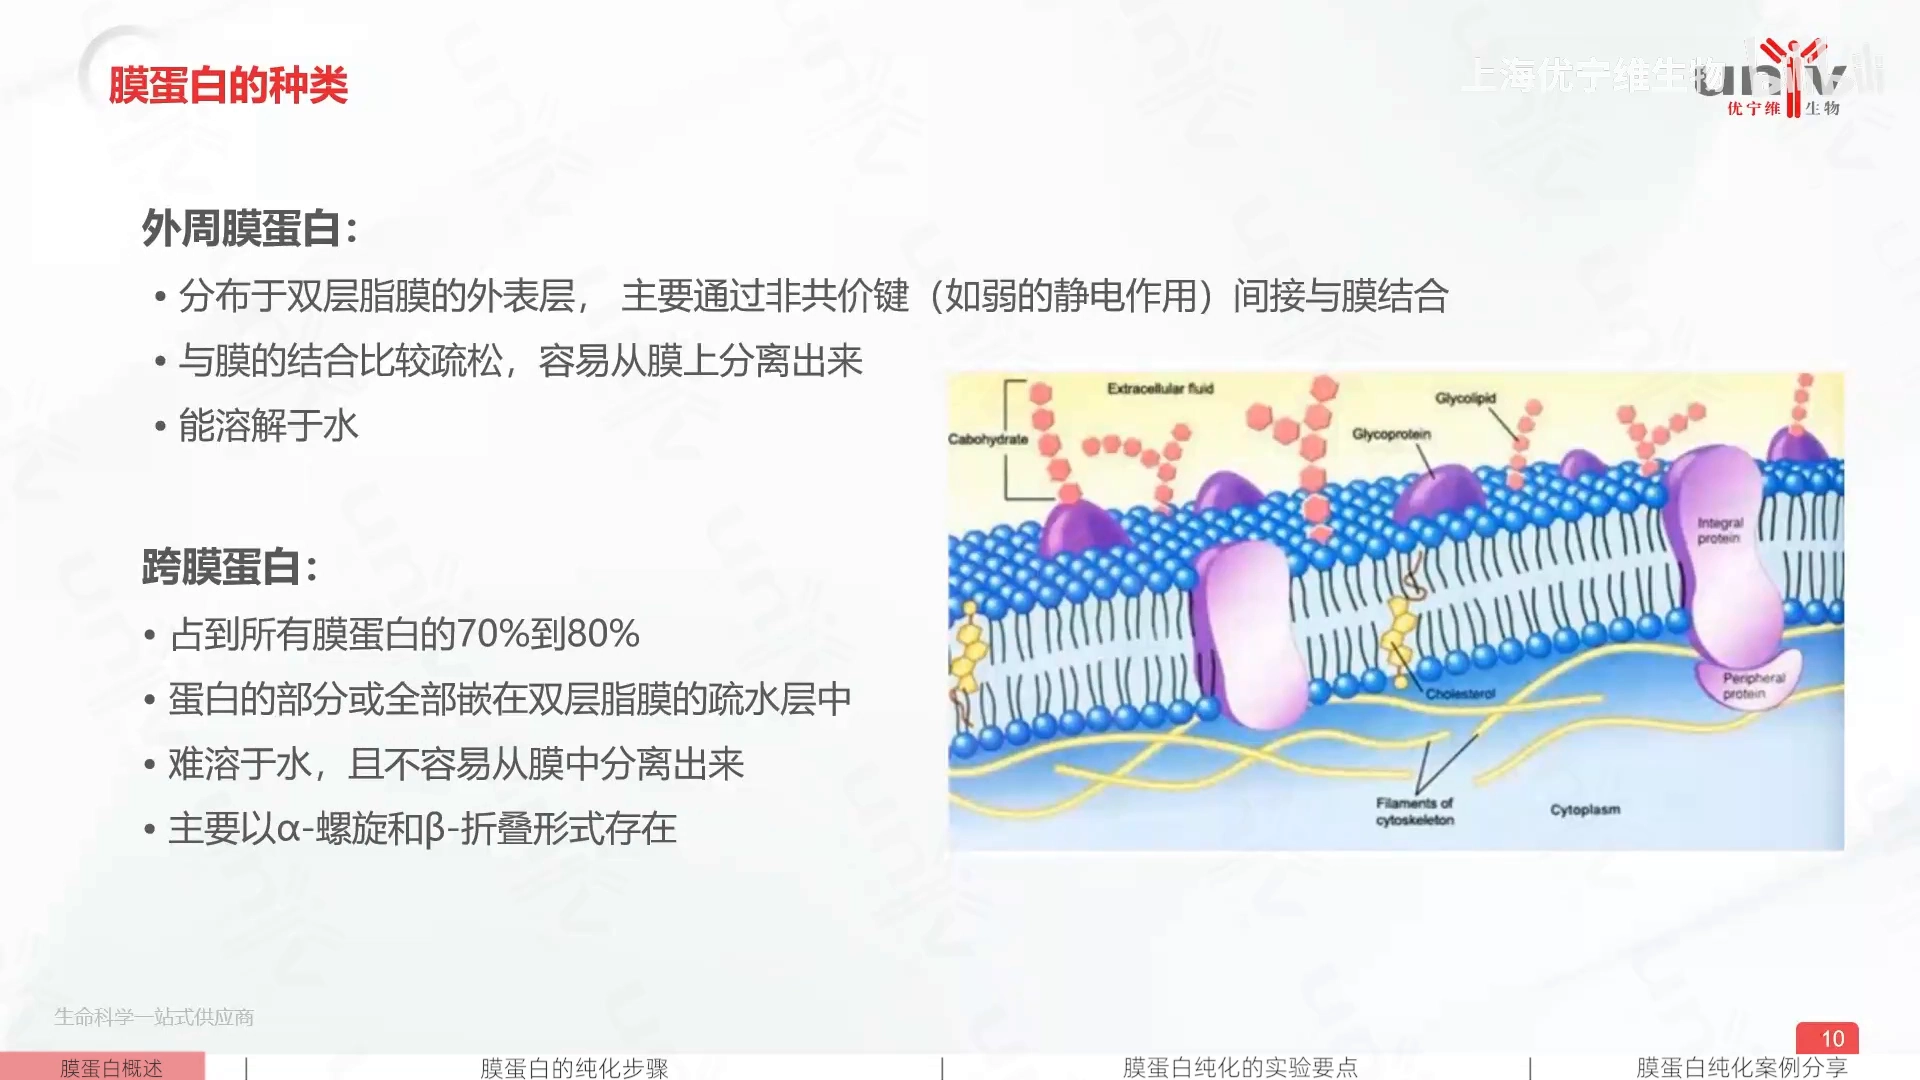 膜蛋白的种类
上海优宁维生物
univ
优宁维生物
外周膜蛋白：
• 分布于双层脂膜的外表层， 主要通过非共价键（如弱的静电作用）间接与膜结合
• 与膜的结合比较疏松，容易从膜上分离出来
• 能溶解于水
跨膜蛋白：
• 占到所有膜蛋白的70%到80%
• 蛋白的部分或全部嵌在双层脂膜的疏水层中
• 难溶于水，且不容易从膜中分离出来
• 主要以α-螺旋和β-折叠形式存在
Extracellular fluid
Glycolipid
Cabohydrate
Glycoprotein
Integral
protein
Peripheral
protein
Cholesterol
Filaments of
cytoskeleton
Cytoplasm
生命科学一站式供应商
10
膜蛋白概述 | 膜蛋白的纯化步骤 | 膜蛋白纯化的实验要点 | 膜蛋白纯化案例分享